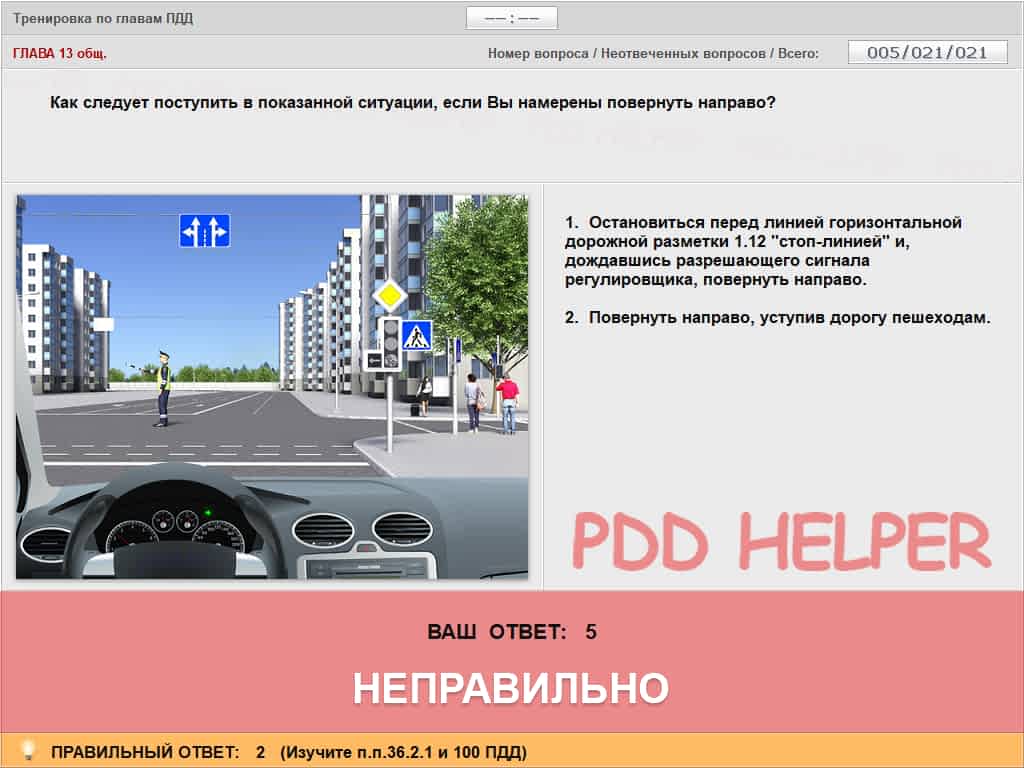 Тренировка по главам ПДД
–– : ––
ГЛАВА 13 общ.
Номер вопроса / Неотвеченных вопросов / Всего:
005/021/021
Как следует поступить в показанной ситуации, если Вы намерены повернуть направо?
1. Остановиться перед линией горизонтальной
дорожной разметки 1.12 "стоп-линией" и,
дождавшись разрешающего сигнала
регулировщика, повернуть направо.
2. Повернуть направо, уступив дорогу пешеходам.
PDD HELPER
ВАШ ОТВЕТ: 5
НЕПРАВИЛЬНО
ПРАВИЛЬНЫЙ ОТВЕТ: 2 (Изучите п.п.36.2.1 и 100 ПДД)